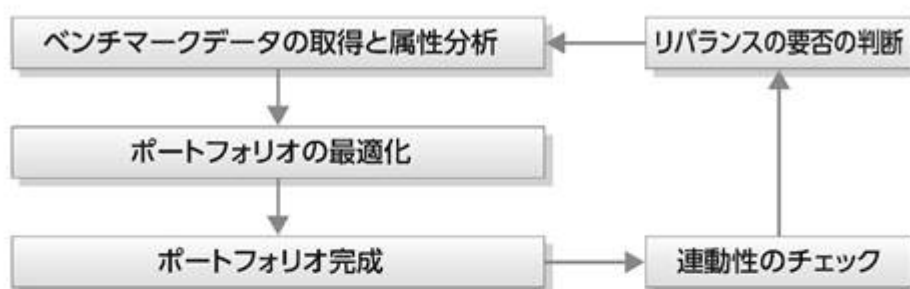 ベンチマークデータの取得と属性分析
リバランスの要否の判断
ポートフォリオの最適化
ポートフォリオ完成
連動性のチェック